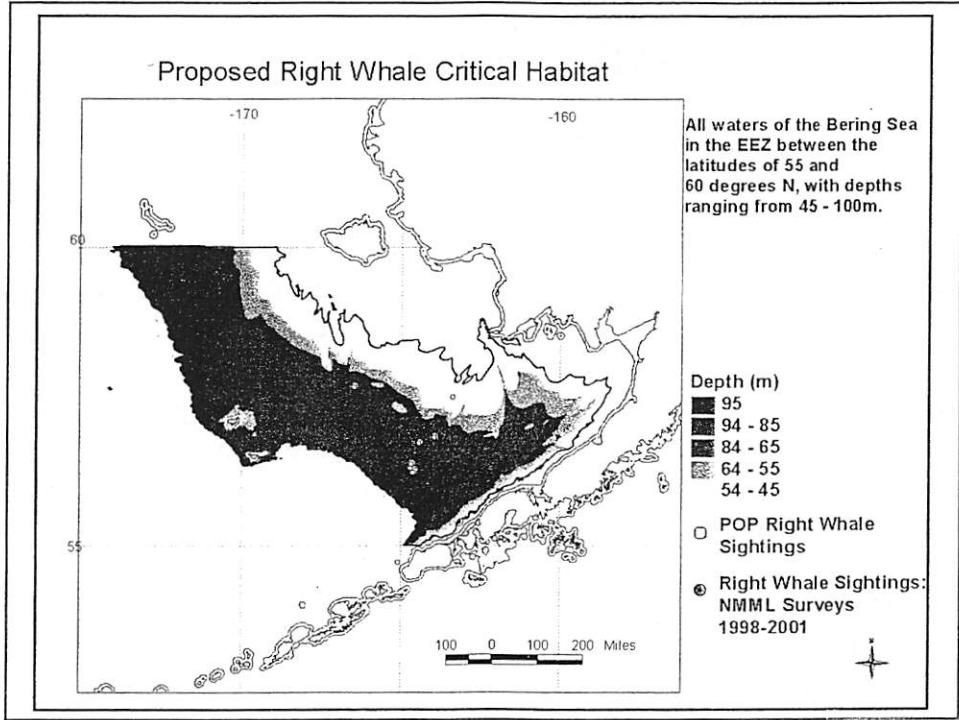 Proposed Right Whale Critical Habitat
-170
-160
60
55
All waters of the Bering Sea
in the EEZ between the
latitudes of 55 and
60 degrees N, with depths
ranging from 45 - 100m.
Depth (m)
95
94 - 85
84 - 65
64 - 55
54 - 45
POP Right Whale
Sightings
Right Whale Sightings:
NMML Surveys
1998-2001
100 0 100 200 Miles